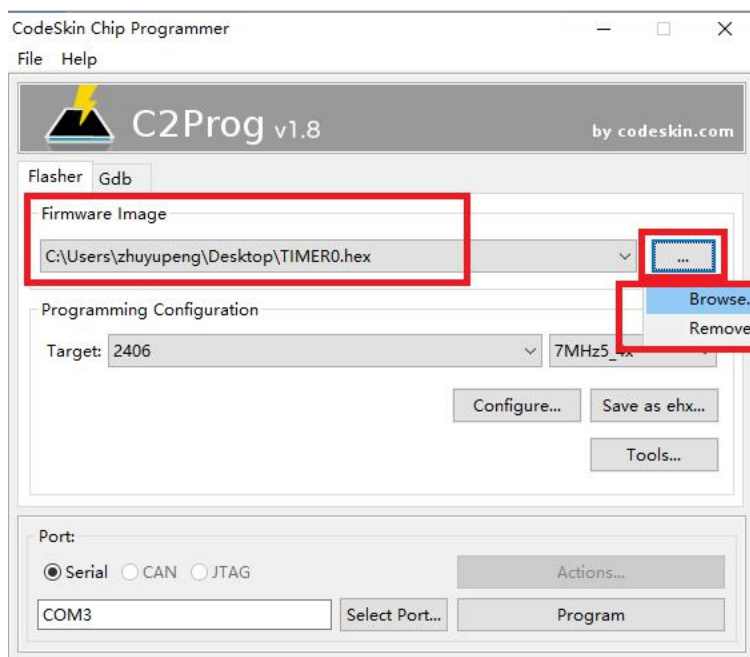 CodeSkin Chip Programmer
File Help
C2Prog v1.8
by codeskin.com
Flasher Gdb
Firmware Image
C:\Users\zhuyupeng\Desktop\TIMER0.hex ...
Browse.
Remove
Programming Configuration
Target: 2406 7MHz5_4x
Configure... Save as ehx...
Tools...
Port:
Serial CAN JTAG Actions...
COM3 Select Port... Program